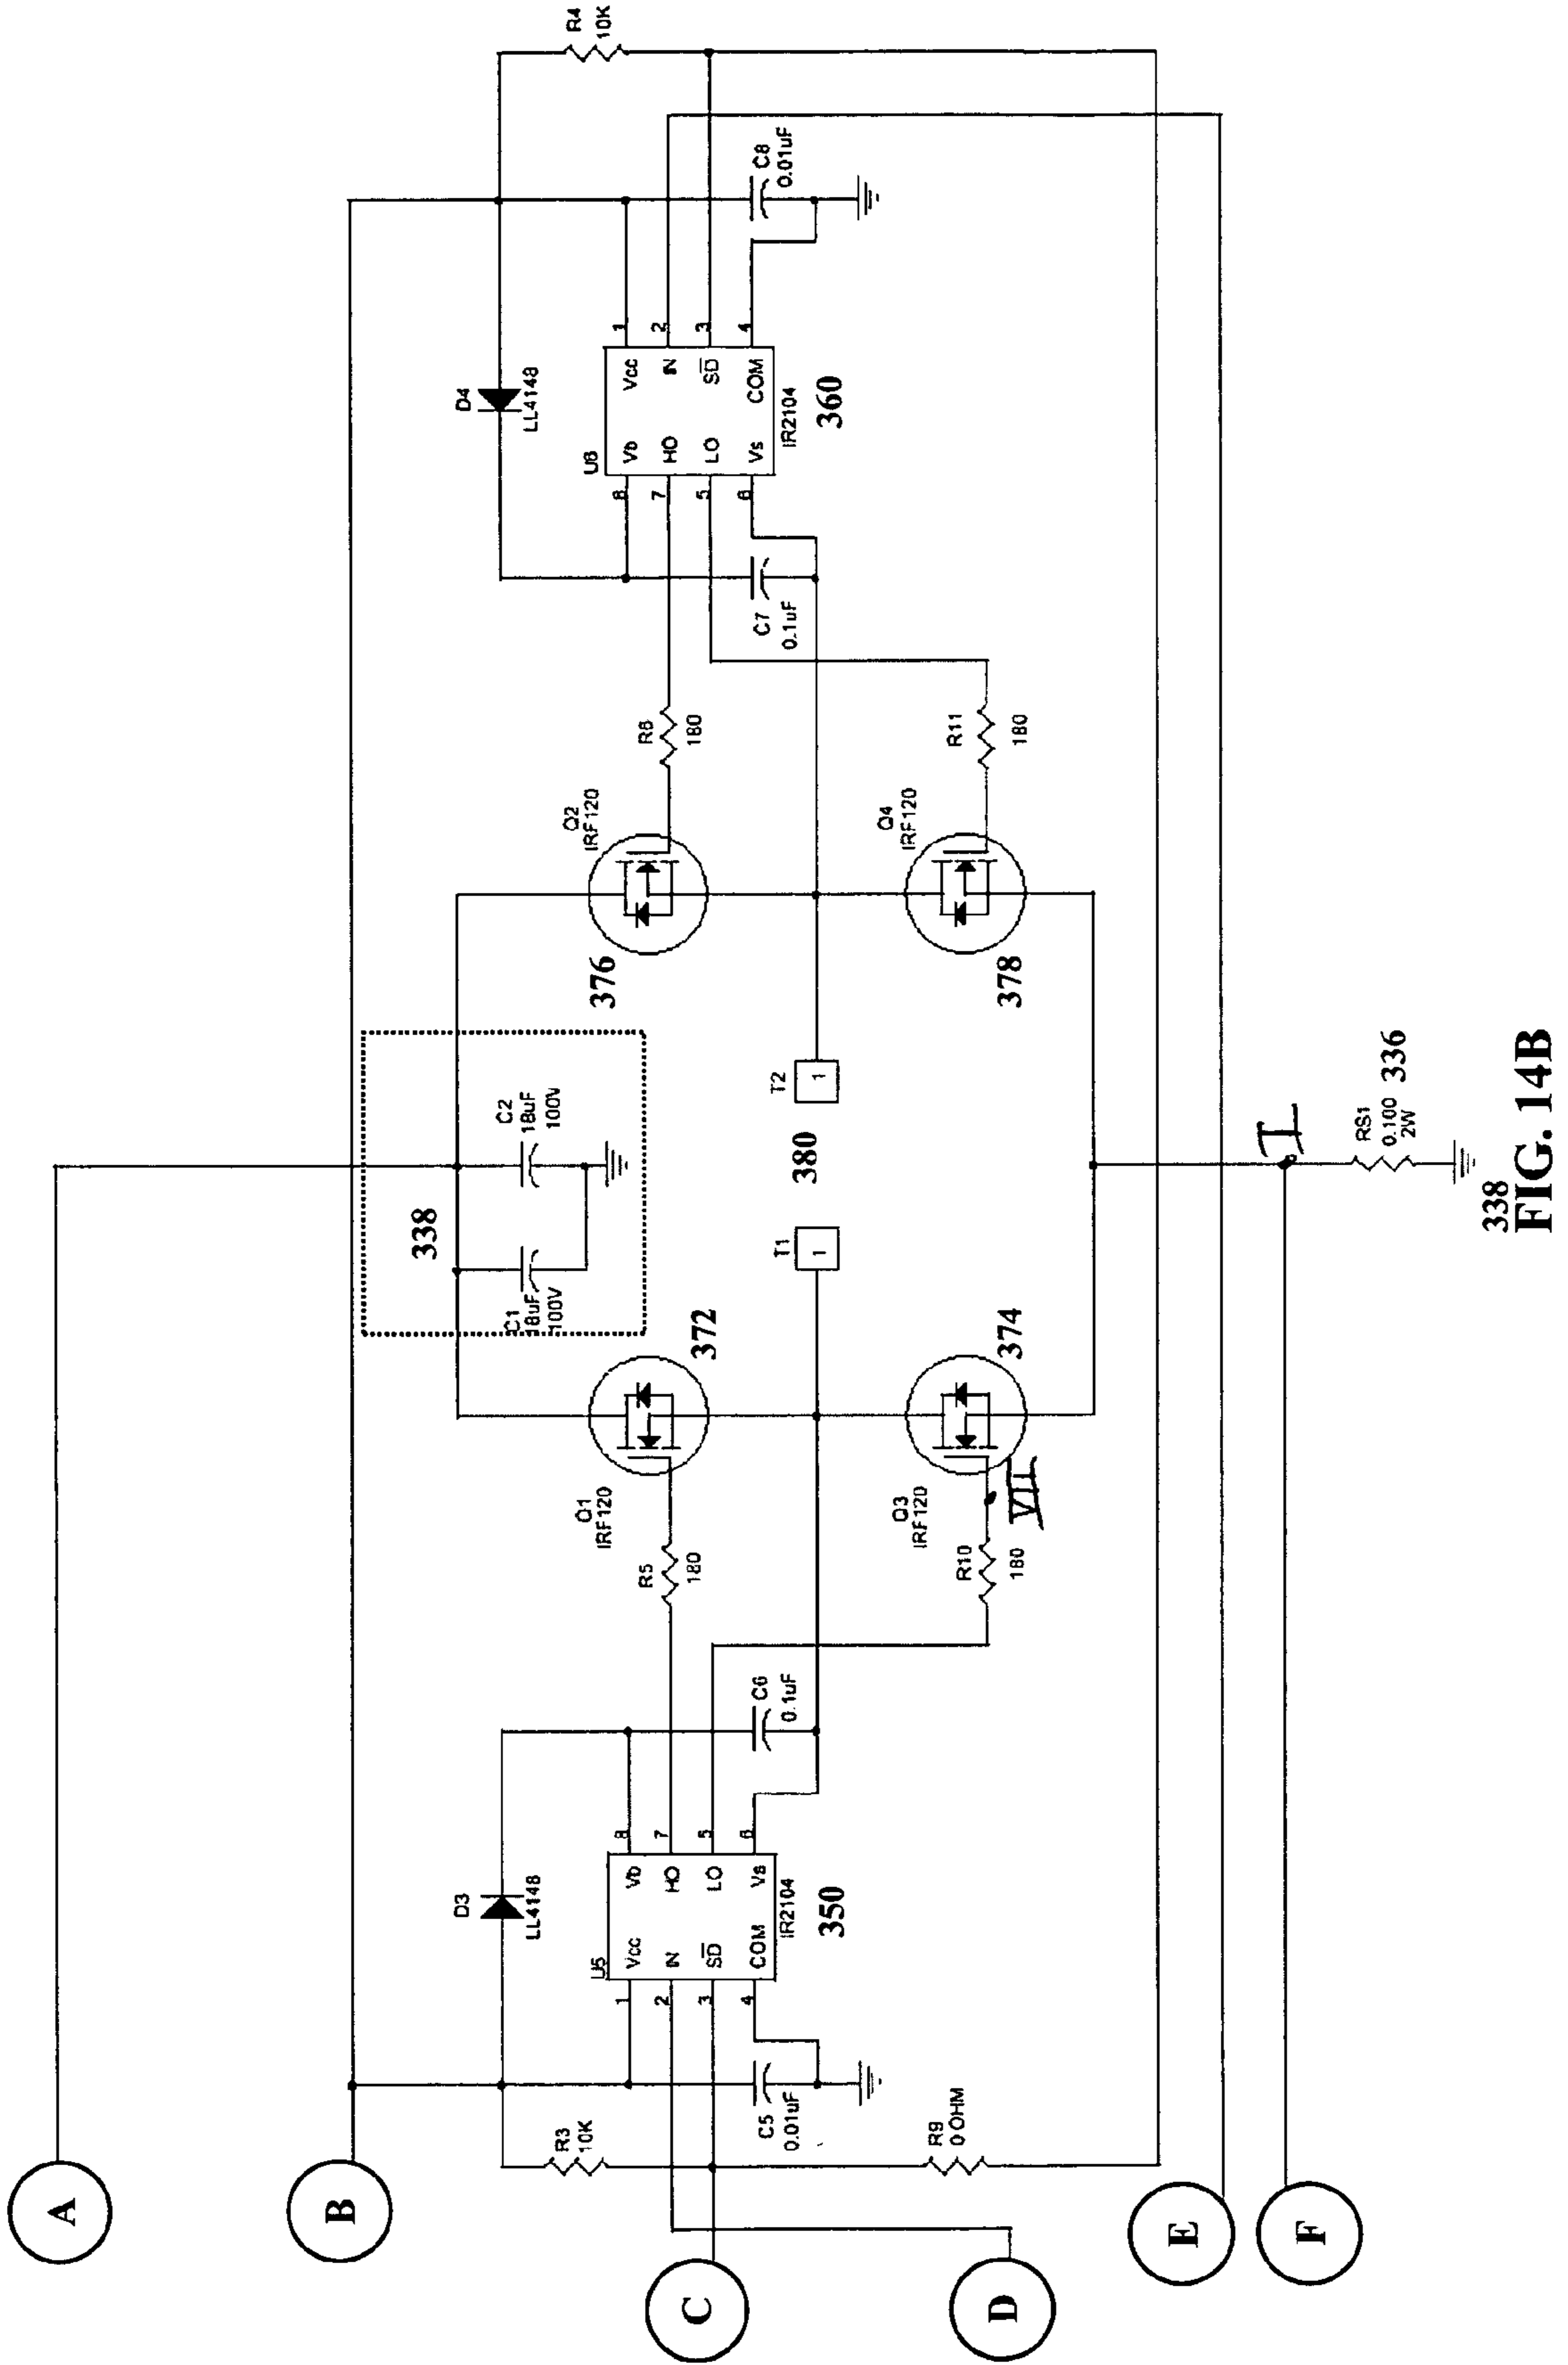 A
B
C
D
E
F
R3
10K
R9
0 OHM
C5
0.01uF
D3
LL4148
U5
1
2
3
4
Vcc
IN
SD
COM
Vb
HO
LO
Vs
8
7
5
6
IR2104
350
C6
0.1uF
R5
180
R10
180
Q1
IRF120
372
Q3
IRF120
374
VII
338
C1
18uF
100V
C2
18uF
100V
T1
1
380
T2
1
I
RS1
0.100
2W
336
376
Q2
IRF120
378
Q4
IRF120
R6
180
R11
180
C7
0.1uF
D4
LL4148
U6
8
7
5
6
Vb
HO
LO
Vs
Vcc
IN
SD
COM
1
2
3
4
IR2104
360
C8
0.01uF
R4
10K
338
FIG. 14B